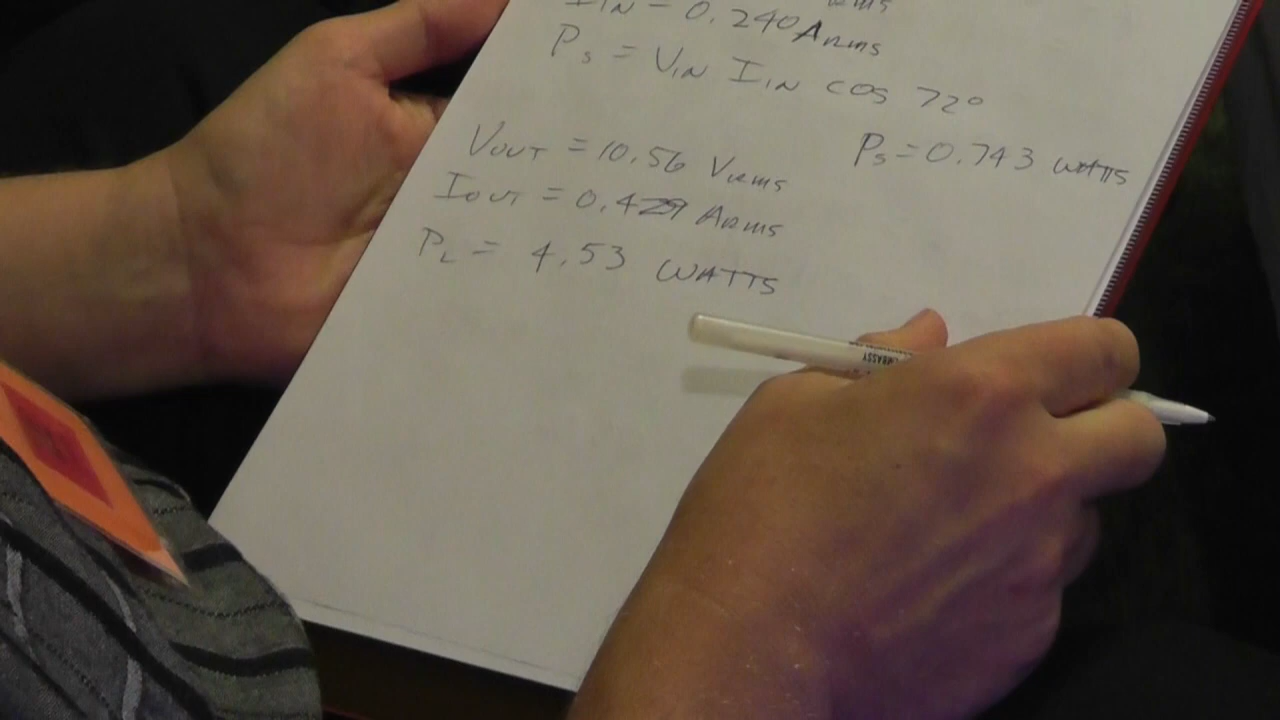 IIN = 0.240 ARMS
PS = VIN IIN COS 72°
PS = 0.743 WATTS
VOUT = 10.56 VRMS
IOUT = 0.429 ARMS
PL = 4.53 WATTS
EMBASSY